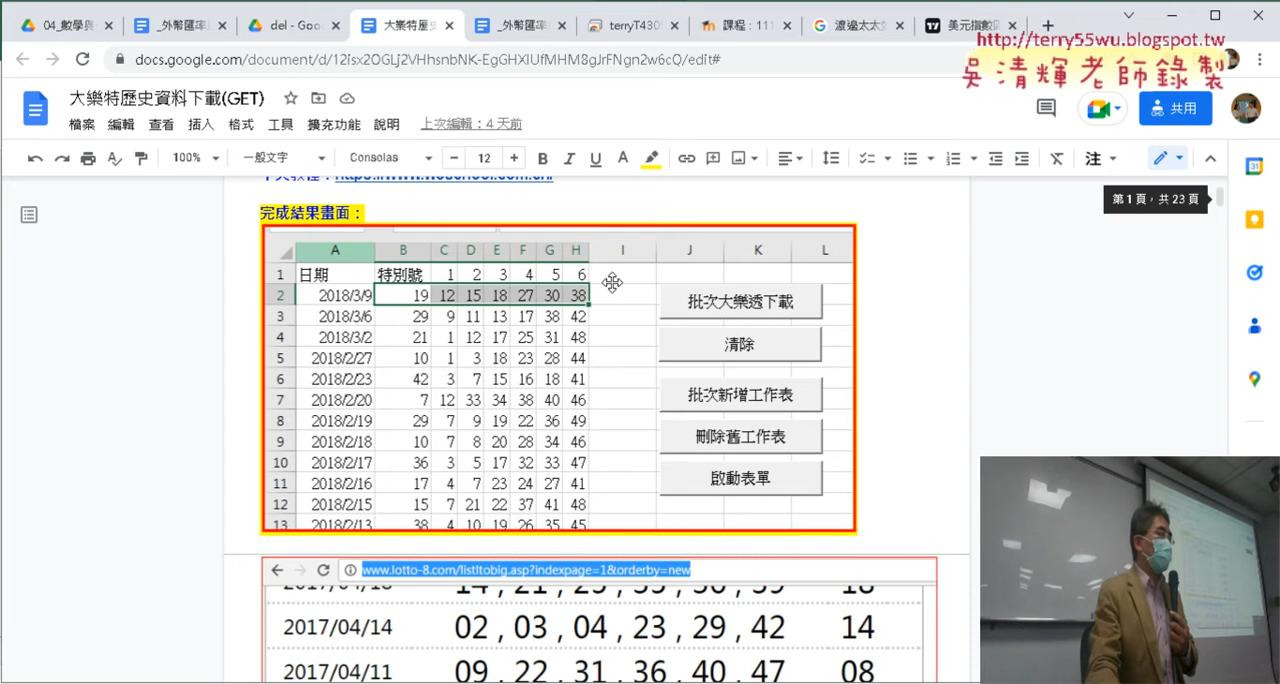 04_數學與
_外幣匯率
del - Goo
大樂特歷史
_外幣匯率
terryT430
課程：111
渡邊太太效
美元指數
http://terry55wu.blogspot.tw
docs.google.com/document/d/12fsx2OGLj2VHhsnbNK-EgGHXIUfMHM8gJrFNgn2w6cQ/edit#
吳清輝老師錄製
大樂特歷史資料下載(GET)
共用
檔案 編輯 查看 插入 格式 工具 擴充功能 說明 上次編輯：4 天前
100% 一般文字 Consolas - 12 + B I U A 注
第 1 頁，共 23 頁
完成結果畫面：
A B C D E F G H I J K L
1 日期 特別號 1 2 3 4 5 6
2 2018/3/9 19 12 15 18 27 30 38
3 2018/3/6 29 9 11 13 17 38 42
4 2018/3/2 21 1 12 17 25 31 48
5 2018/2/27 10 1 3 18 23 28 44
6 2018/2/23 42 3 7 15 16 18 41
7 2018/2/20 7 12 33 34 38 40 46
8 2018/2/19 29 7 9 19 22 36 49
9 2018/2/18 10 7 8 20 28 34 46
10 2018/2/17 36 3 5 17 32 33 47
11 2018/2/16 17 4 7 23 24 27 41
12 2018/2/15 15 7 21 22 37 41 48
13 2018/2/13 38 4 10 19 26 35 45
批次大樂透下載
清除
批次新增工作表
刪除舊工作表
啟動表單
www.lotto-8.com/listltobig.asp?indexpage=1&orderby=new
2017/04/14 02 , 03 , 04 , 23 , 29 , 42 14
2017/04/11 09 , 22 , 31 , 36 , 40 , 47 08